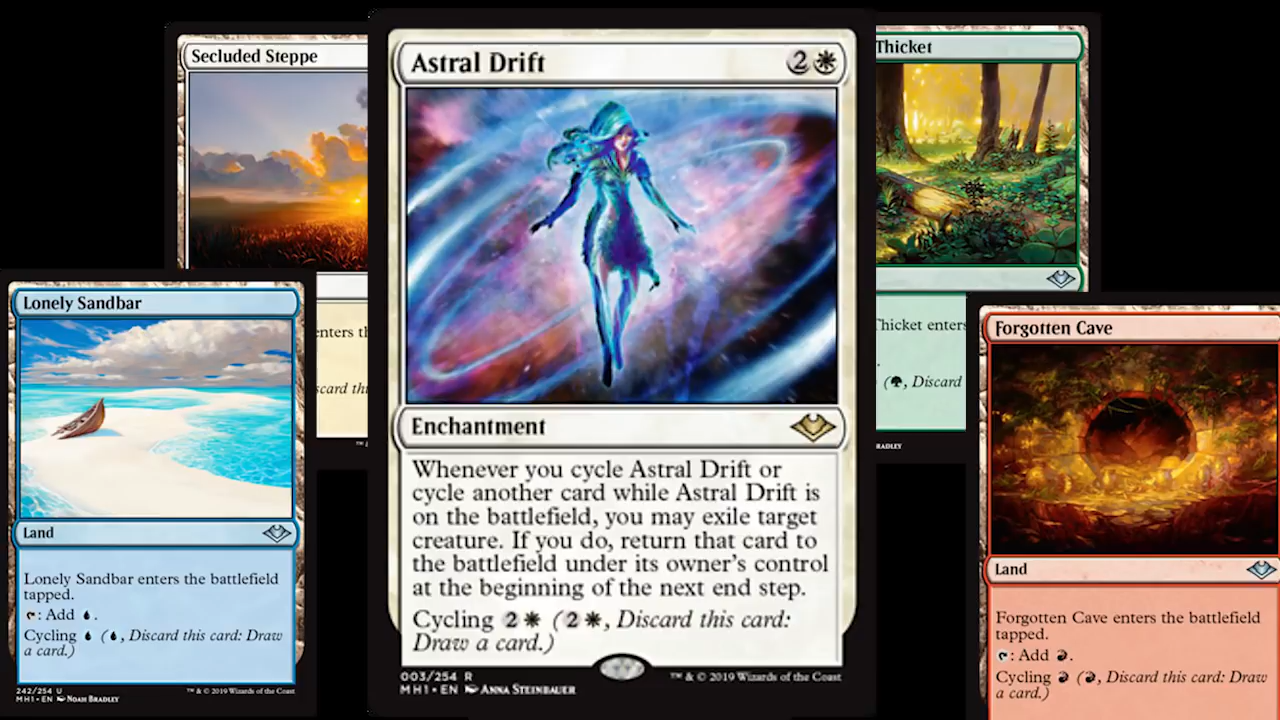 Secluded Steppe
enters
Lonely Sandbar
Land
Lonely Sandbar enters the battlefield
tapped.
: Add .
Cycling ( , Discard this card: Draw
a card.)
242/254 U
MH1 • EN Noah Bradley
™ & © 2019 Wizards of the Coast
Astral Drift
2
Enchantment
Whenever you cycle Astral Drift or
cycle another card while Astral Drift is
on the battlefield, you may exile target
creature. If you do, return that card to
the battlefield under its owner's control
at the beginning of the next end step.
Cycling 2 (2 , Discard this card:
Draw a card.)
003/254 R
MH1 • EN Anna Steinbauer
™ & © 2019 Wizards of the Coast
Thicket
Thicket enters
( , Discard
Forgotten Cave
Land
Forgotten Cave enters the battlefield
tapped.
: Add .
Cycling ( , Discard this card: Draw
a card.)